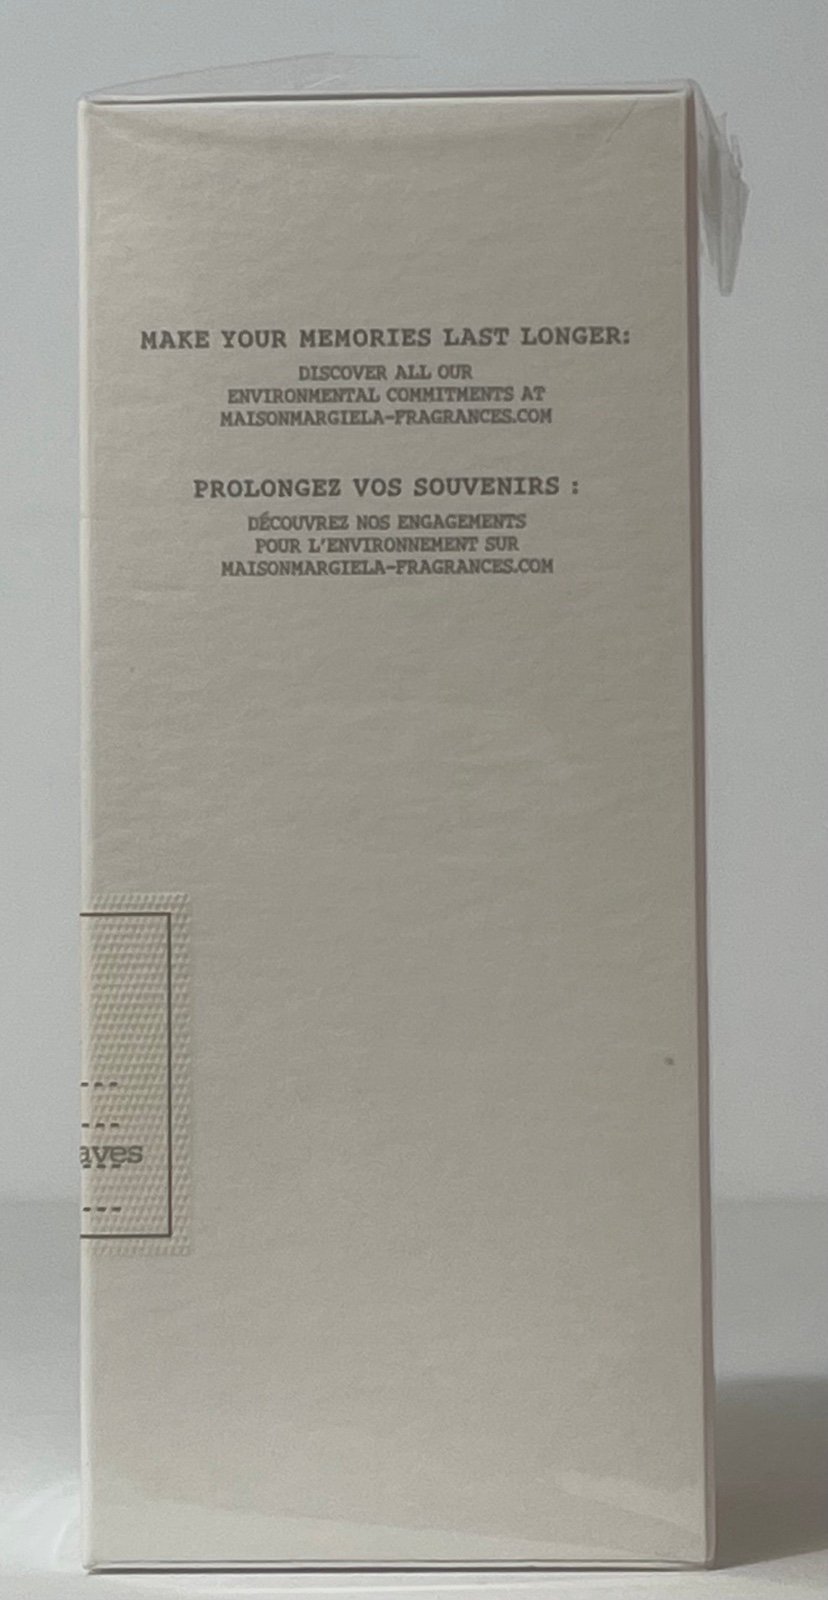 MAKE YOUR MEMORIES LAST LONGER:
DISCOVER ALL OUR
ENVIRONMENTAL COMMITMENTS AT
MAISONMARGIELA-FRAGRANCES.COM
PROLONGEZ VOS SOUVENIRS :
DÉCOUVREZ NOS ENGAGEMENTS
POUR L'ENVIRONNEMENT SUR
MAISONMARGIELA-FRAGRANCES.COM
aves